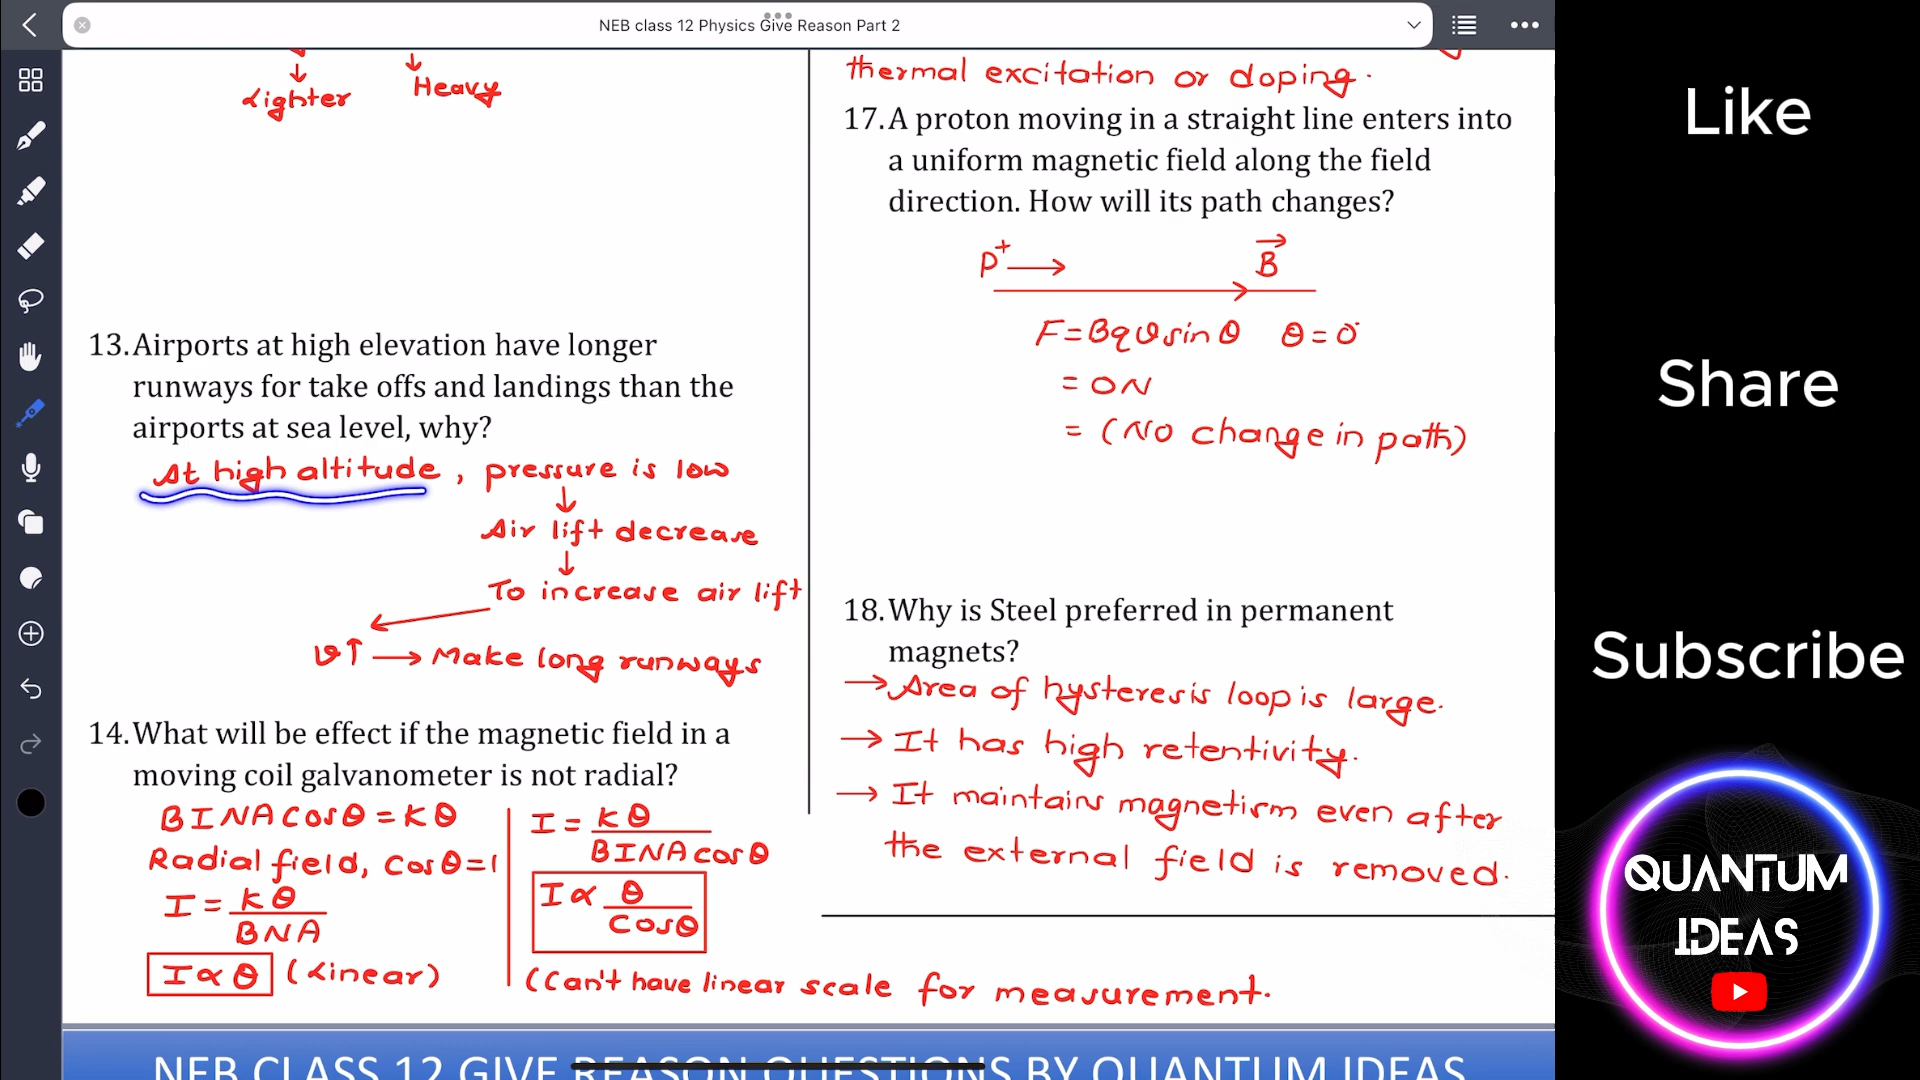 NEB class 12 Physics Give Reason Part 2
Lighter
Heavy
13. Airports at high elevation have longer
runways for take offs and landings than the
airports at sea level, why?
At high altitude, pressure is low
↓
Air lift decrease
↓
To increase air lift
v↑ → Make long runways
14. What will be effect if the magnetic field in a
moving coil galvanometer is not radial?
BINA cosθ = Kθ
Radial field, cosθ=1
I = Kθ / BNA
I ∝ θ (Linear)
I = Kθ / BINA cosθ
I ∝ θ / cosθ
(Can't have linear scale for measurement.
thermal excitation or doping.
17. A proton moving in a straight line enters into
a uniform magnetic field along the field
direction. How will its path changes?
P⁺ → B⃗
F = Bqv sinθ θ = 0°
= 0N
= (No change in path)
18. Why is Steel preferred in permanent
magnets?
→ Area of hysteresis loop is large.
→ It has high retentivity.
→ It maintains magnetism even after
the external field is removed.
NEB CLASS 12 GIVE REASON QUESTIONS BY QUANTUM IDEAS
Like
Share
Subscribe
QUANTUM
IDEAS